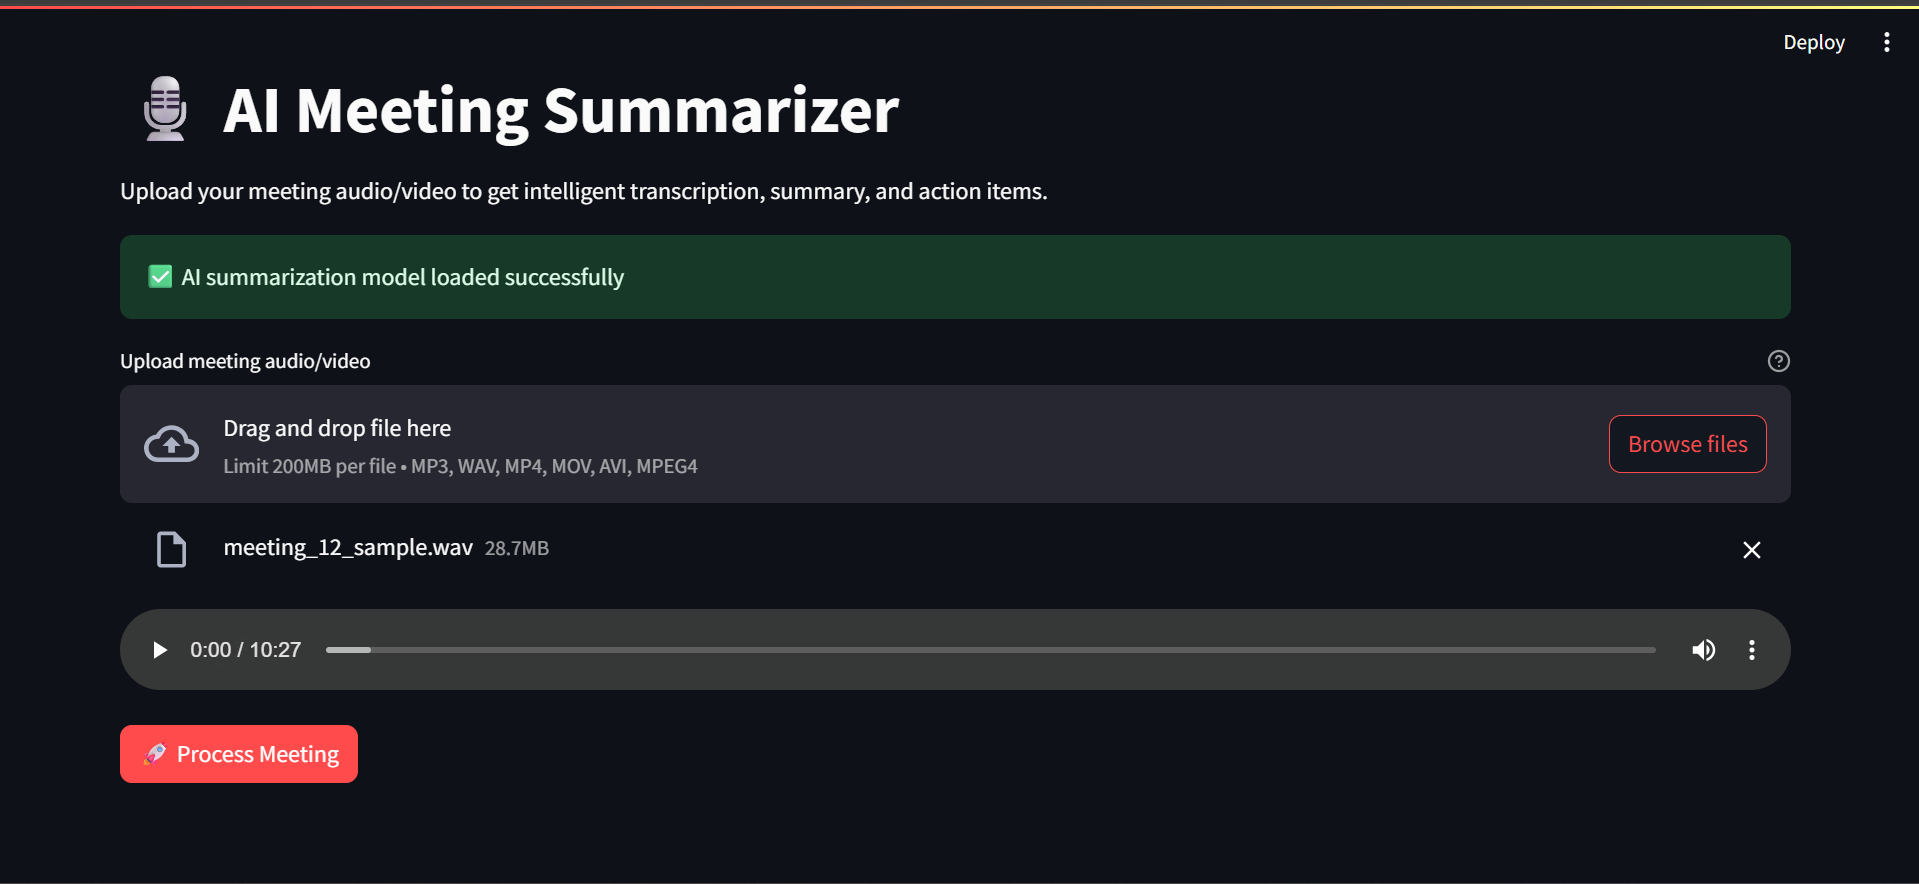 Deploy
AI Meeting Summarizer
Upload your meeting audio/video to get intelligent transcription, summary, and action items.
AI summarization model loaded successfully
Upload meeting audio/video
Drag and drop file here
Limit 200MB per file • MP3, WAV, MP4, MOV, AVI, MPEG4
Browse files
meeting_12_sample.wav 28.7MB
0:00 / 10:27
Process Meeting